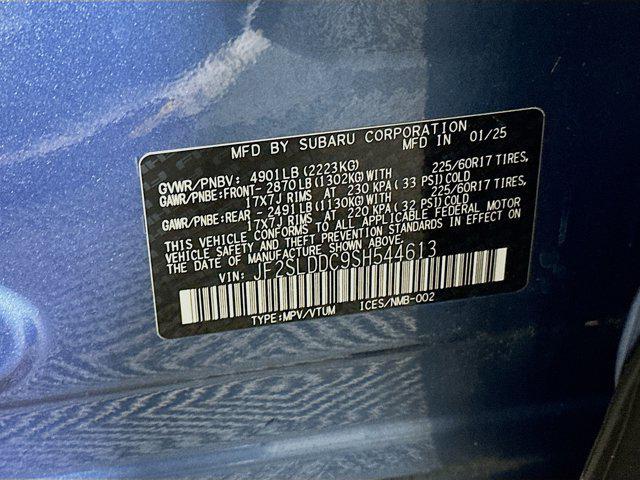 MFD BY SUBARU CORPORATION
MFD IN 01/25
GVWR/PNBV: 4901LB (2223KG)
GAWR/PNBE:FRONT- 2870LB (1302KG) WITH 225/60R17 TIRES,
17X7J RIMS AT 230 KPA ( 33 PSI) COLD
GAWR/PNBE:REAR - 2491LB (1130KG) WITH 225/60R17 TIRES,
17X7J RIMS AT 220 KPA ( 32 PSI) COLD
THIS VEHICLE CONFORMS TO ALL APPLICABLE FEDERAL MOTOR
VEHICLE SAFETY AND THEFT PREVENTION STANDARDS IN EFFECT ON
THE DATE OF MANUFACTURE SHOWN ABOVE.
VIN: JF2SLDDC9SH544613
TYPE:MPV/VTUM ICES/NMB-002